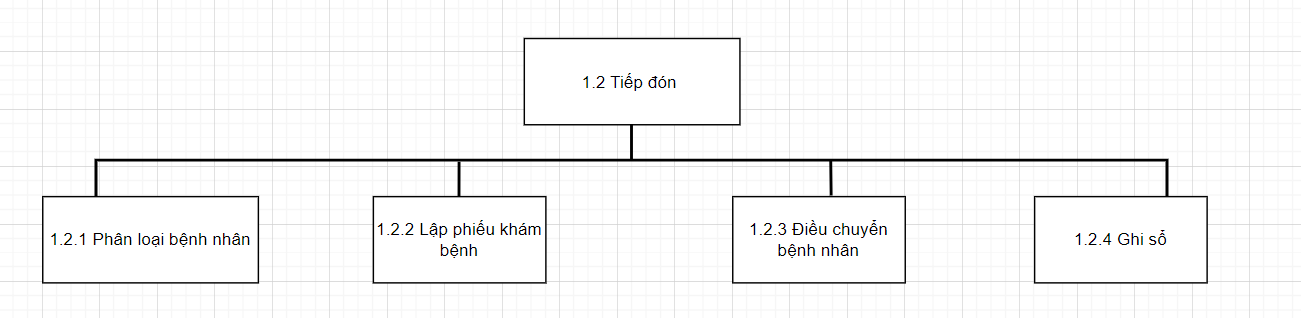 1.2 Tiếp đón
1.2.1 Phân loại bệnh nhân
1.2.2 Lập phiếu khám
bệnh
1.2.3 Điều chuyển
bệnh nhân
1.2.4 Ghi sổ